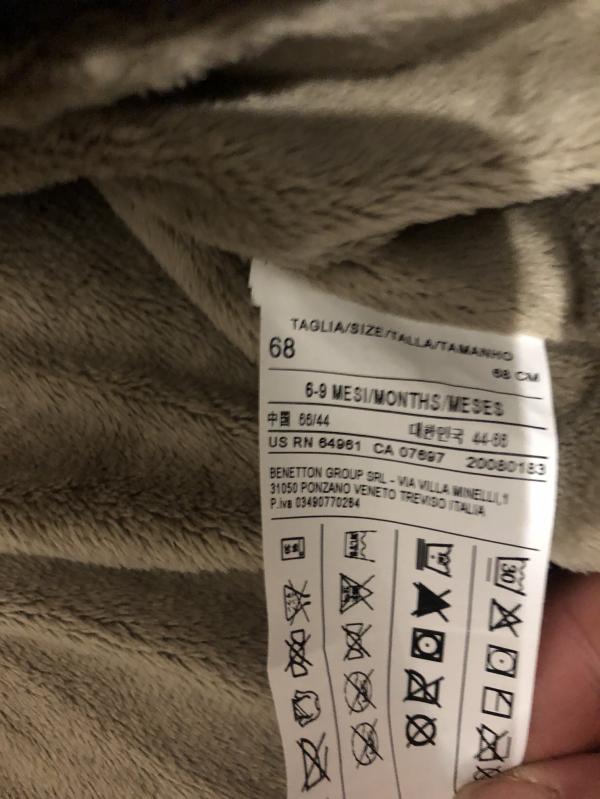 TAGLIA/SIZE/TALLA/TAMANHO
68
68 CM
6-9 MESI/MONTHS/MESES
中国 66/44 대한민국 44-66
US RN 64961 CA 07697 20080183
BENETTON GROUP SRL - VIA VILLA MINELLI,1
31050 PONZANO VENETO TREVISO ITALIA
P.iva 03490770264
30